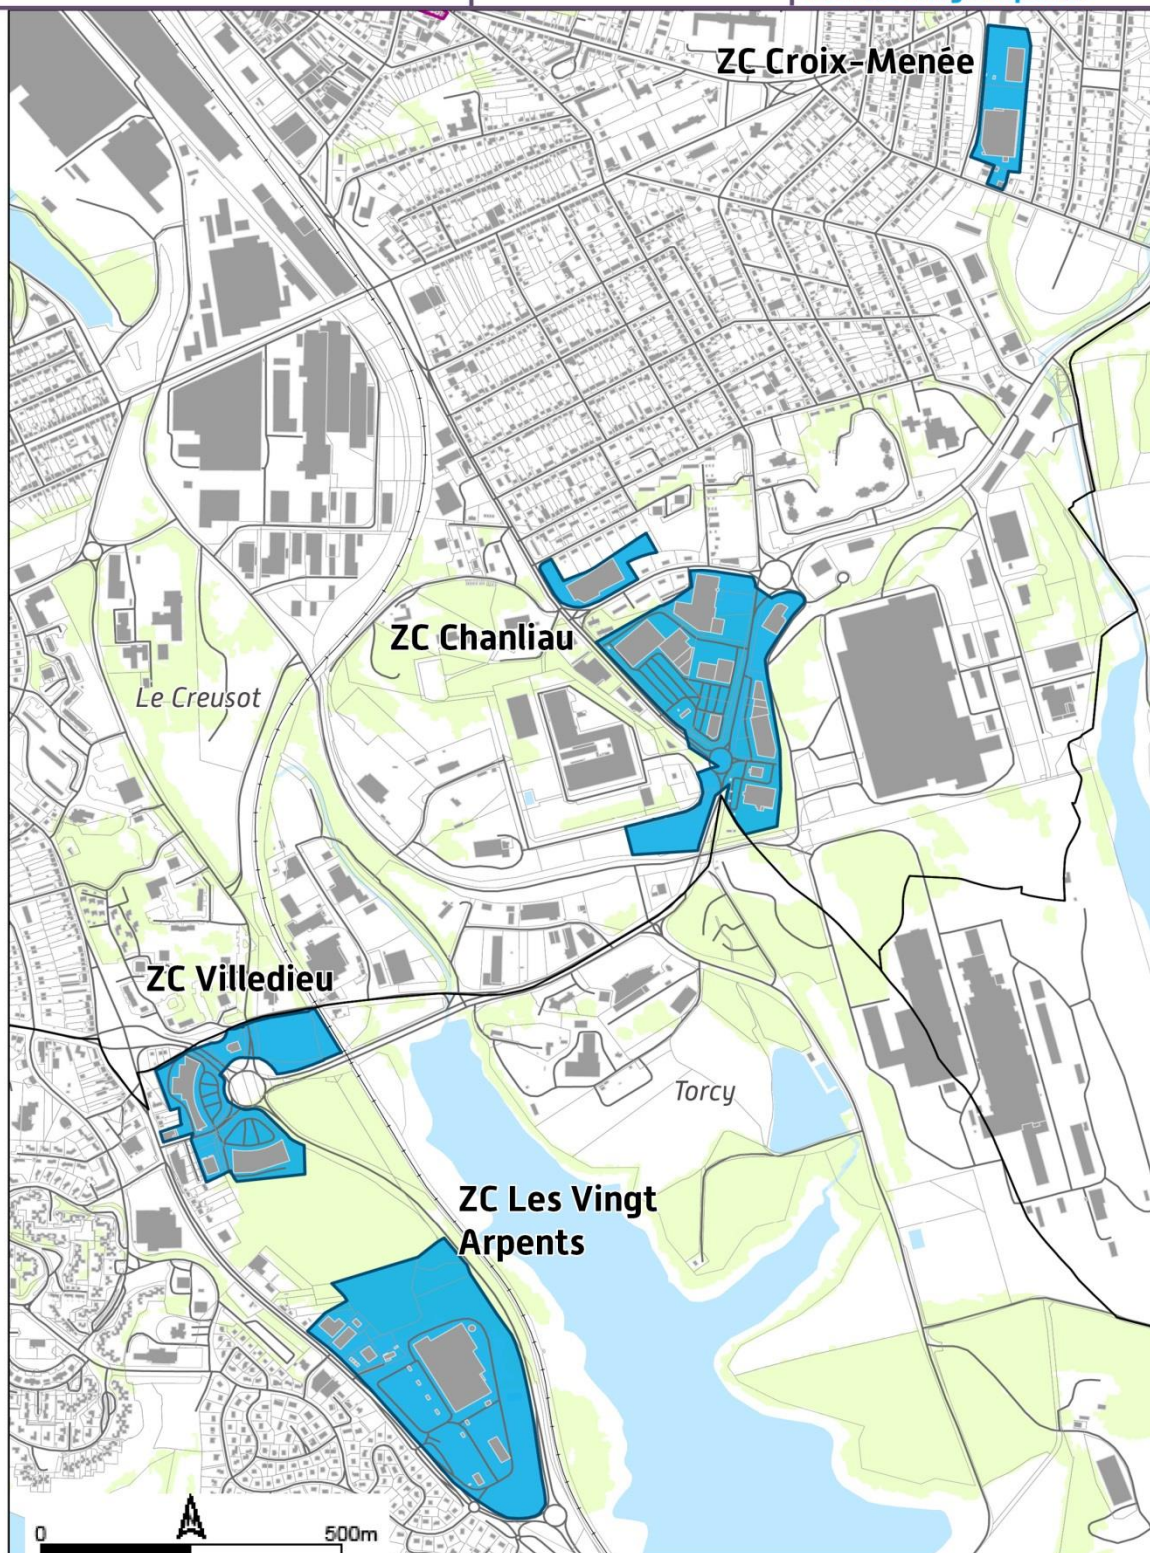 ZC Croix-Menée
ZC Chanliau
Le Creusot
ZC Villedieu
Torcy
ZC Les Vingt
Arpents
0 500m